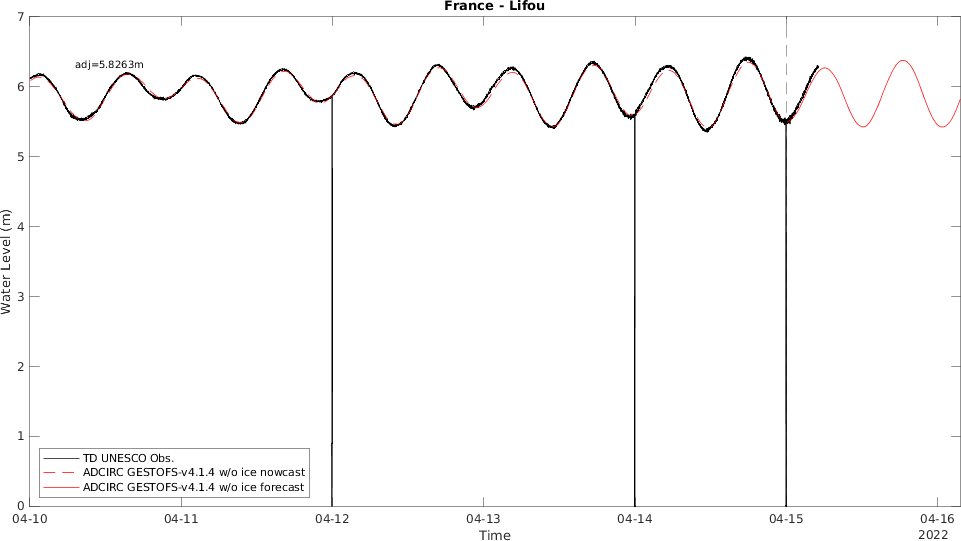 France - Lifou
adj=5.8263m
7
6
5
4
3
2
1
0
Water Level (m)
TD UNESCO Obs.
ADCIRC GESTOFS-v4.1.4 w/o ice nowcast
ADCIRC GESTOFS-v4.1.4 w/o ice forecast
04-10 04-11 04-12 04-13 04-14 04-15 04-16
Time
2022